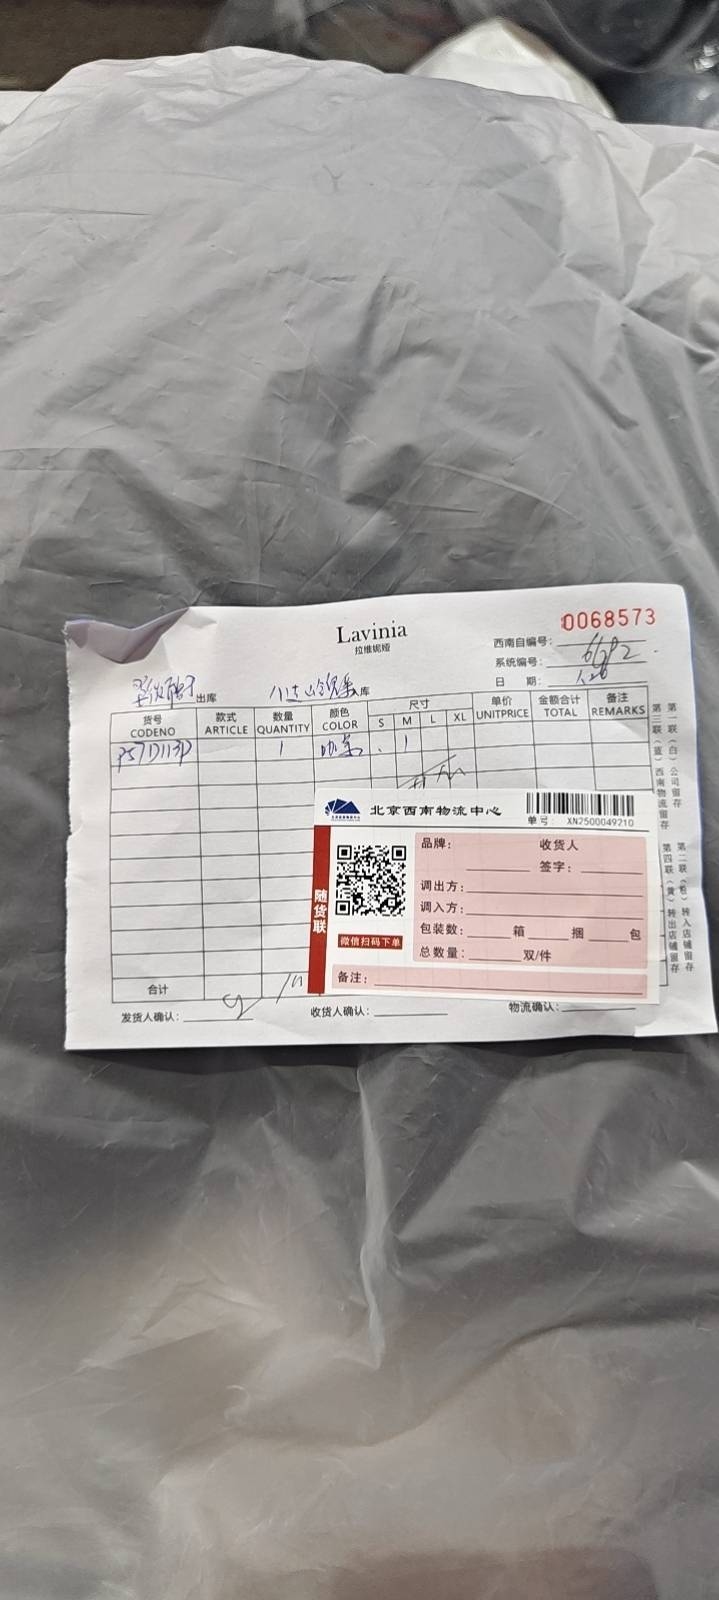 0068573
Lavinia
拉维妮娅
西南自编号：
系统编号：
日 期：
出库
库
货号 款式 数量 颜色 尺寸 单价 金额合计 备注
CODENO ARTICLE QUANTITY COLOR S M L XL UNITPRICE TOTAL REMARKS
1 1
北京西南物流中心
单号： XN2500049210
随货联
微信扫码下单
品牌： 收货人
签字：
调出方：
调入方：
包装数： 箱 捆 包
总数量： 双/件
备注：
合计
发货人确认： 收货人确认： 物流确认：
第一联（白）公司留存
第二联（粉）转入店铺留存
第三联（蓝）西南物流留存
第四联（黄）转出店铺留存